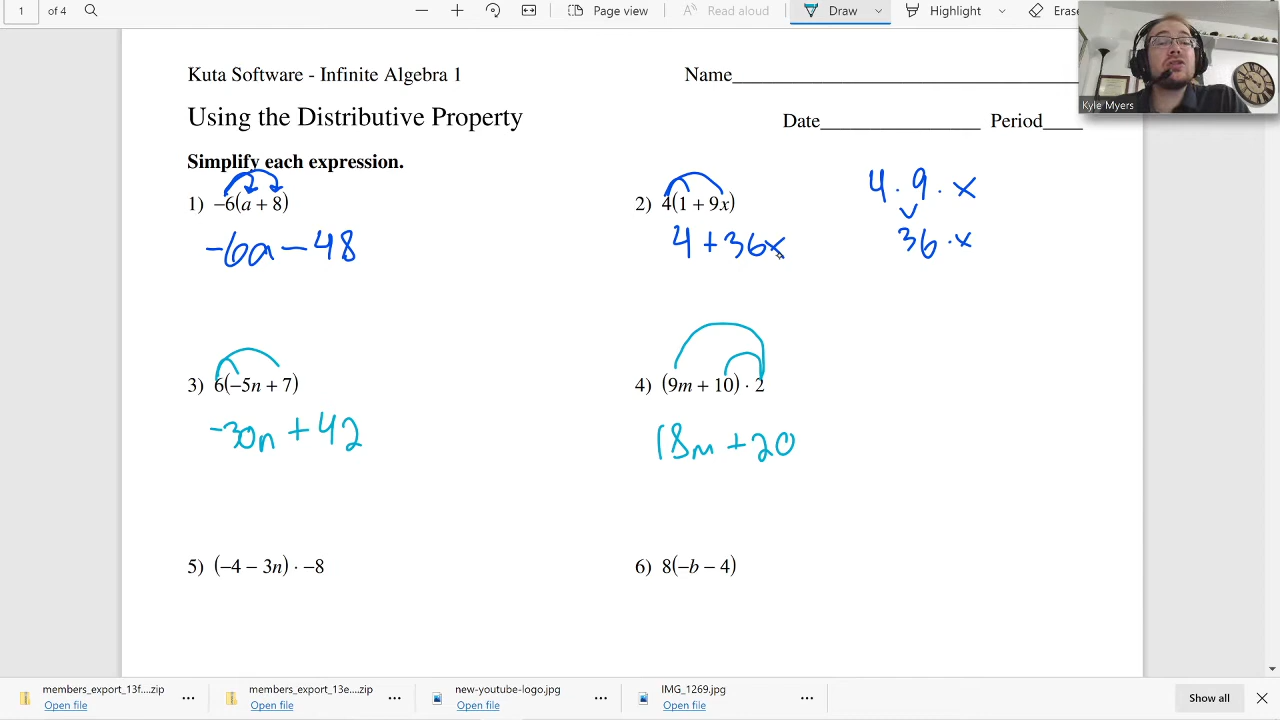 1 of 4 Page view Read aloud Draw Highlight Erase
Kyle Myers
Kuta Software - Infinite Algebra 1 Name
Using the Distributive Property
Date Period
Simplify each expression.
1) −6(a + 8)
-6a - 48
2) 4(1 + 9x)
4 + 36x
4 · 9 · x
36 · x
3) 6(−5n + 7)
-30n + 42
4) (9m + 10) · 2
18m + 20
5) (−4 − 3n) · −8
6) 8(−b − 4)
members_export_13f....zip
Open file
members_export_13e....zip
Open file
new-youtube-logo.jpg
Open file
IMG_1269.jpg
Open file
Show all